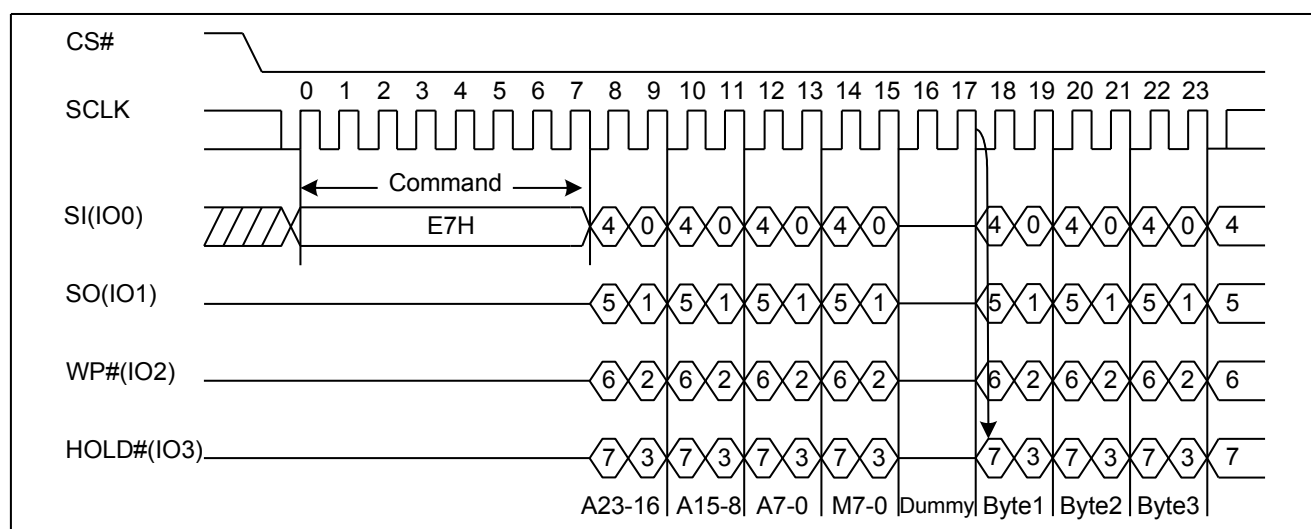 CS#
0 1 2 3 4 5 6 7 8 9 10 11 12 13 14 15 16 17 18 19 20 21 22 23
SCLK
Command
SI(IO0) E7H 4 0 4 0 4 0 4 0 4 0 4 0 4 0 4
SO(IO1) 5 1 5 1 5 1 5 1 5 1 5 1 5 1 5
WP#(IO2) 6 2 6 2 6 2 6 2 6 2 6 2 6 2 6
HOLD#(IO3) 7 3 7 3 7 3 7 3 7 3 7 3 7 3 7
A23-16 A15-8 A7-0 M7-0 Dummy Byte1 Byte2 Byte3